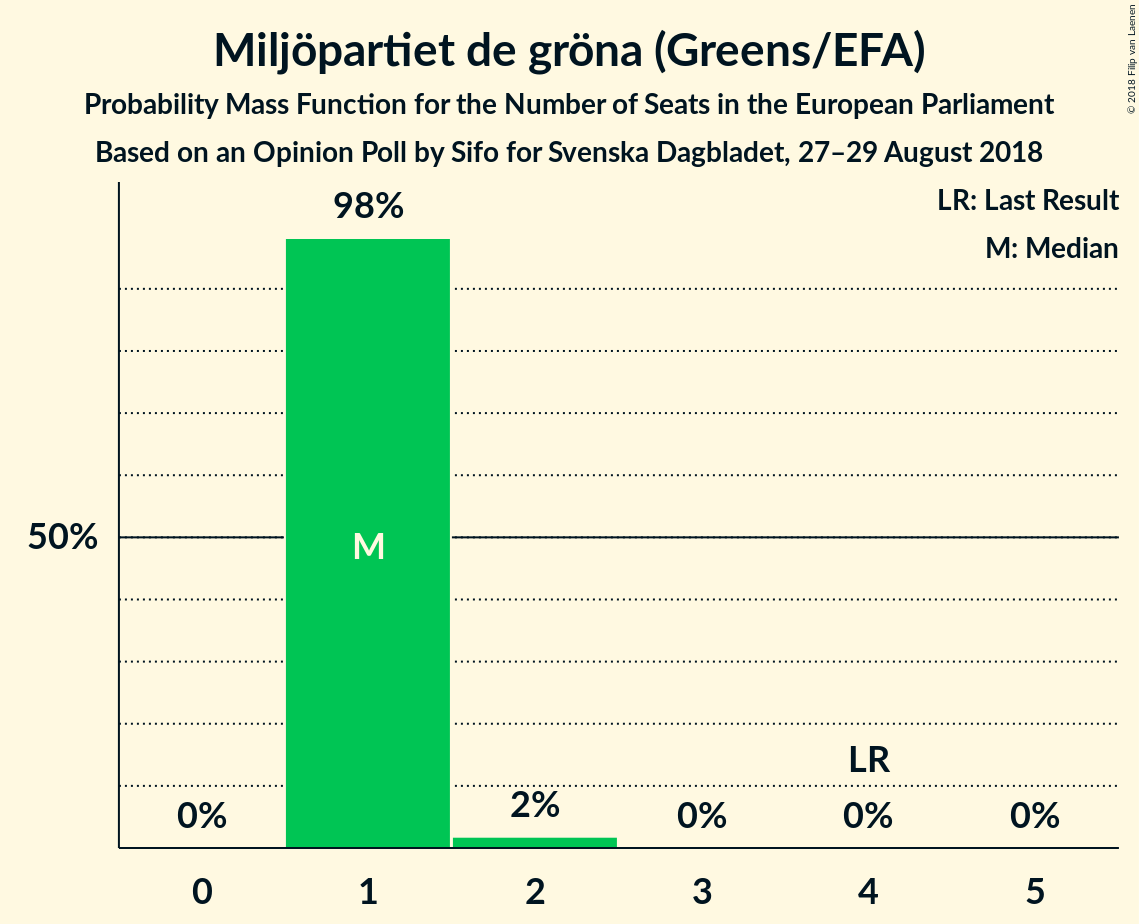 Miljöpartiet de gröna (Greens/EFA)
Probability Mass Function for the Number of Seats in the European Parliament
Based on an Opinion Poll by Sifo for Svenska Dagbladet, 27–29 August 2018
© 2018 Filip van Laenen
LR: Last Result
M: Median
98%
50%
M
LR
0%
2%
0%
0%
0%
0
1
2
3
4
5